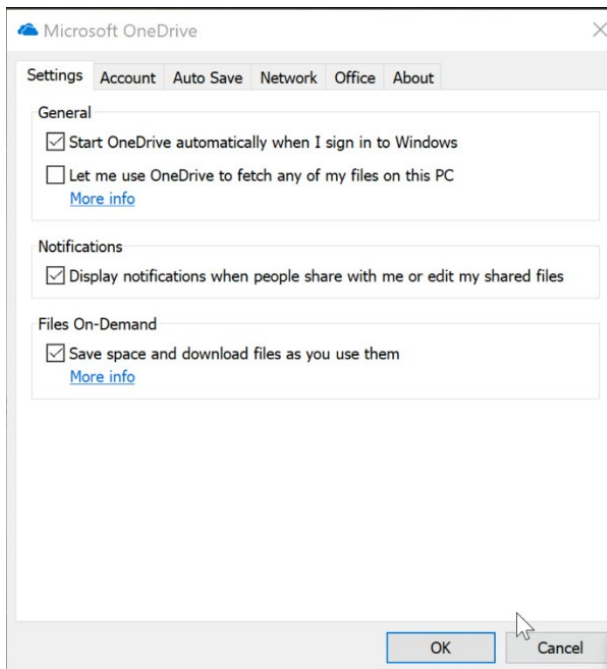 Microsoft OneDrive
Settings Account Auto Save Network Office About
General
Start OneDrive automatically when I sign in to Windows
Let me use OneDrive to fetch any of my files on this PC
More info
Notifications
Display notifications when people share with me or edit my shared files
Files On-Demand
Save space and download files as you use them
More info
OK Cancel